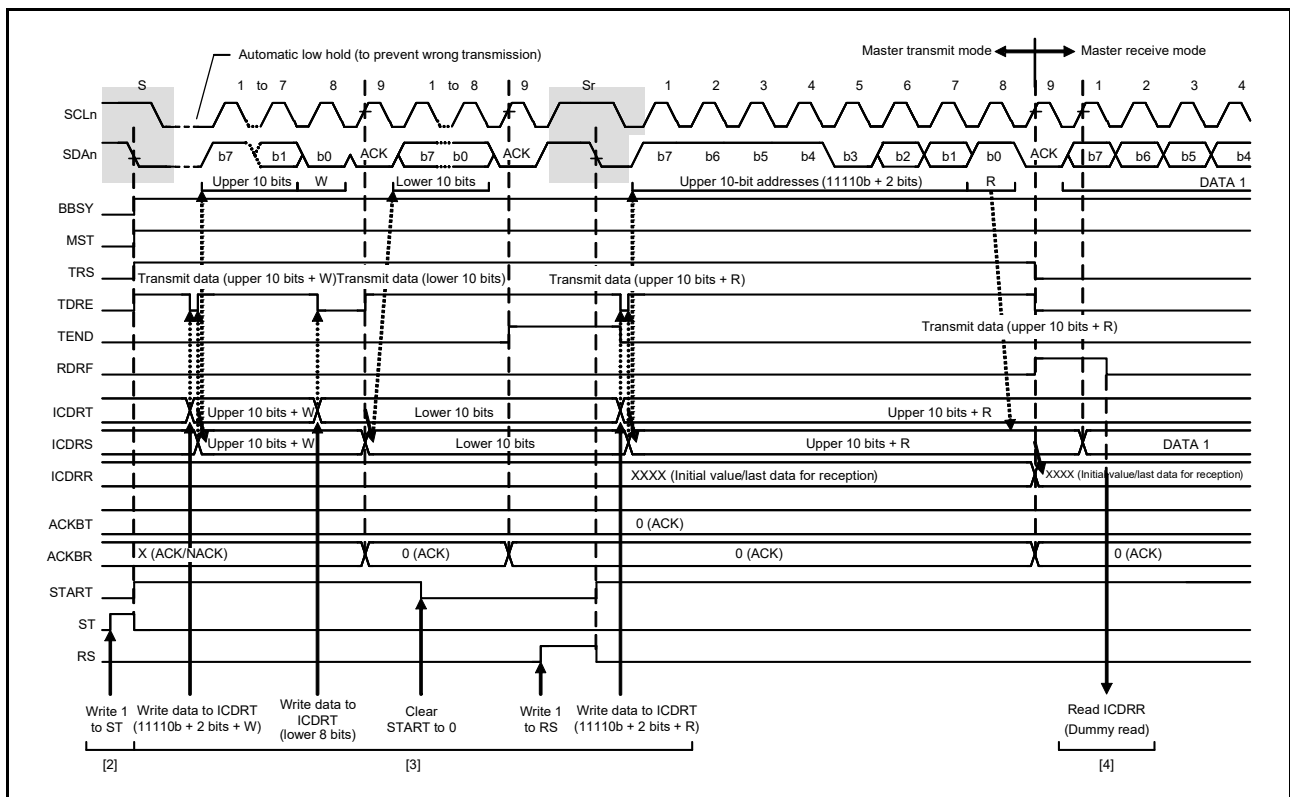 Automatic low hold (to prevent wrong transmission)
Master transmit mode
Master receive mode
S 1 to 7 8 9 1 to 8 9 Sr 1 2 3 4 5 6 7 8 9 1 2 3 4
SCLn
SDAn b7 b1 b0 ACK b7 b0 ACK b7 b6 b5 b4 b3 b2 b1 b0 ACK b7 b6 b5 b4
Upper 10 bits W Lower 10 bits Upper 10-bit addresses (11110b + 2 bits) R DATA 1
BBSY
MST
TRS
Transmit data (upper 10 bits + W) Transmit data (lower 10 bits) Transmit data (upper 10 bits + R)
TDRE
TEND
Transmit data (upper 10 bits + R)
RDRF
ICDRT Upper 10 bits + W Lower 10 bits Upper 10 bits + R
ICDRS Upper 10 bits + W Lower 10 bits Upper 10 bits + R DATA 1
ICDRR XXXX (Initial value/last data for reception) XXXX (Initial value/last data for reception)
ACKBT 0 (ACK)
ACKBR X (ACK/NACK) 0 (ACK) 0 (ACK) 0 (ACK)
START
ST
RS
Write 1
to ST
Write data to ICDRT
(11110b + 2 bits + W)
Write data to
ICDRT
(lower 8 bits)
Clear
START to 0
Write 1
to RS
Write data to ICDRT
(11110b + 2 bits + R)
Read ICDRR
(Dummy read)
[2] [3] [4]